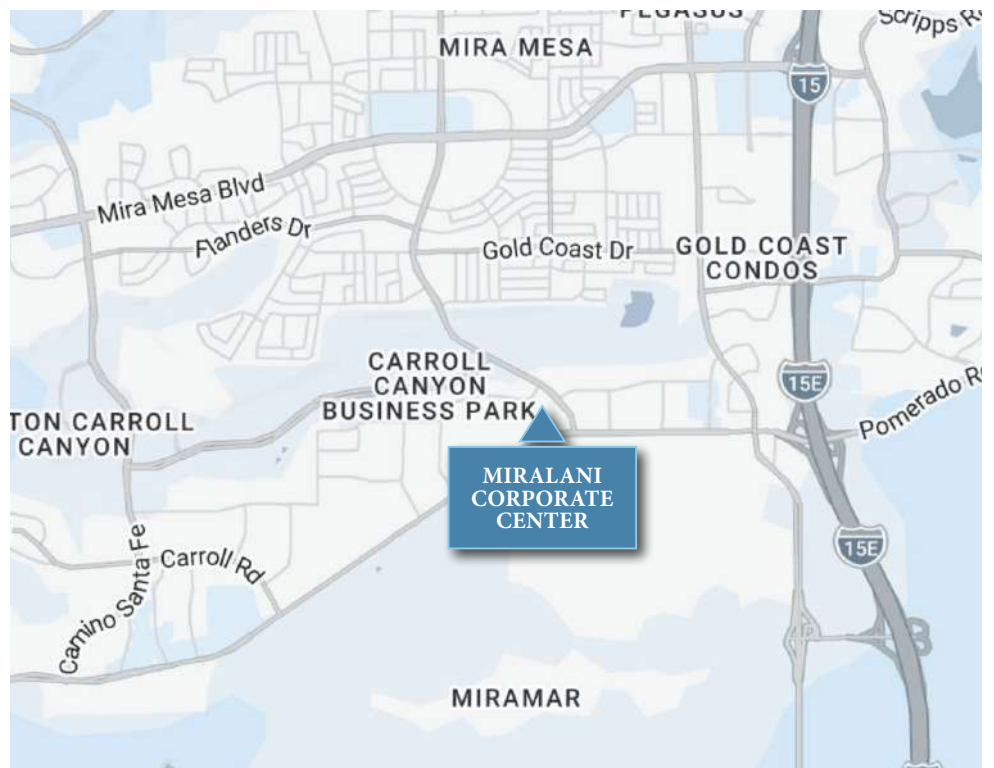 PEGASUS
Scripps
MIRA MESA
15
Mira Mesa Blvd
Flanders Dr
Gold Coast Dr
GOLD COAST
CONDOS
CARROLL
CANYON
BUSINESS PARK
15E
Pomerado
TON CARROLL
CANYON
MIRALANI
CORPORATE
CENTER
15E
Carroll Rd
Camino Santa Fe
MIRAMAR